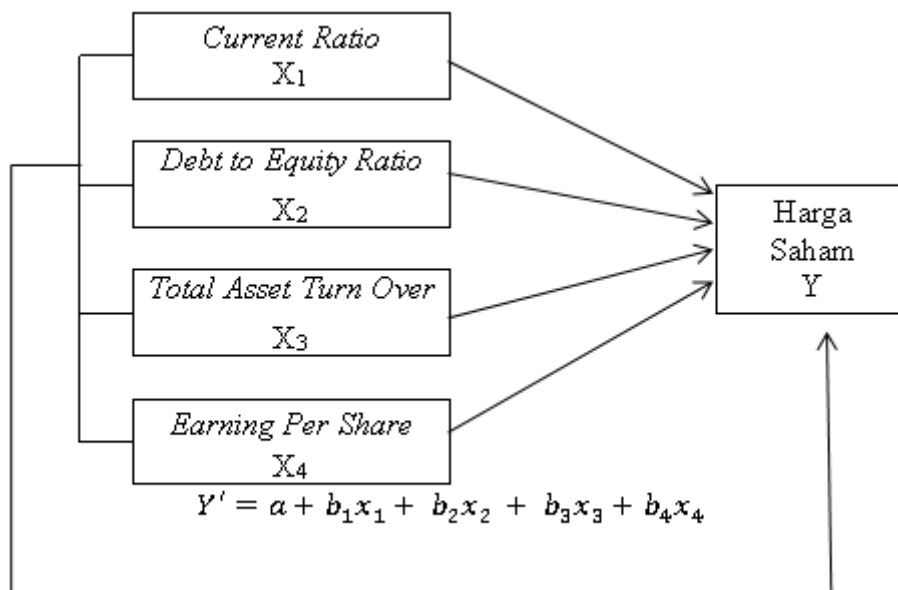 Current Ratio
X₁
Debt to Equity Ratio
X₂
Total Asset Turn Over
X₃
Earning Per Share
X₄
Y' = a + b₁x₁ + b₂x₂ + b₃x₃ + b₄x₄
Harga
Saham
Y